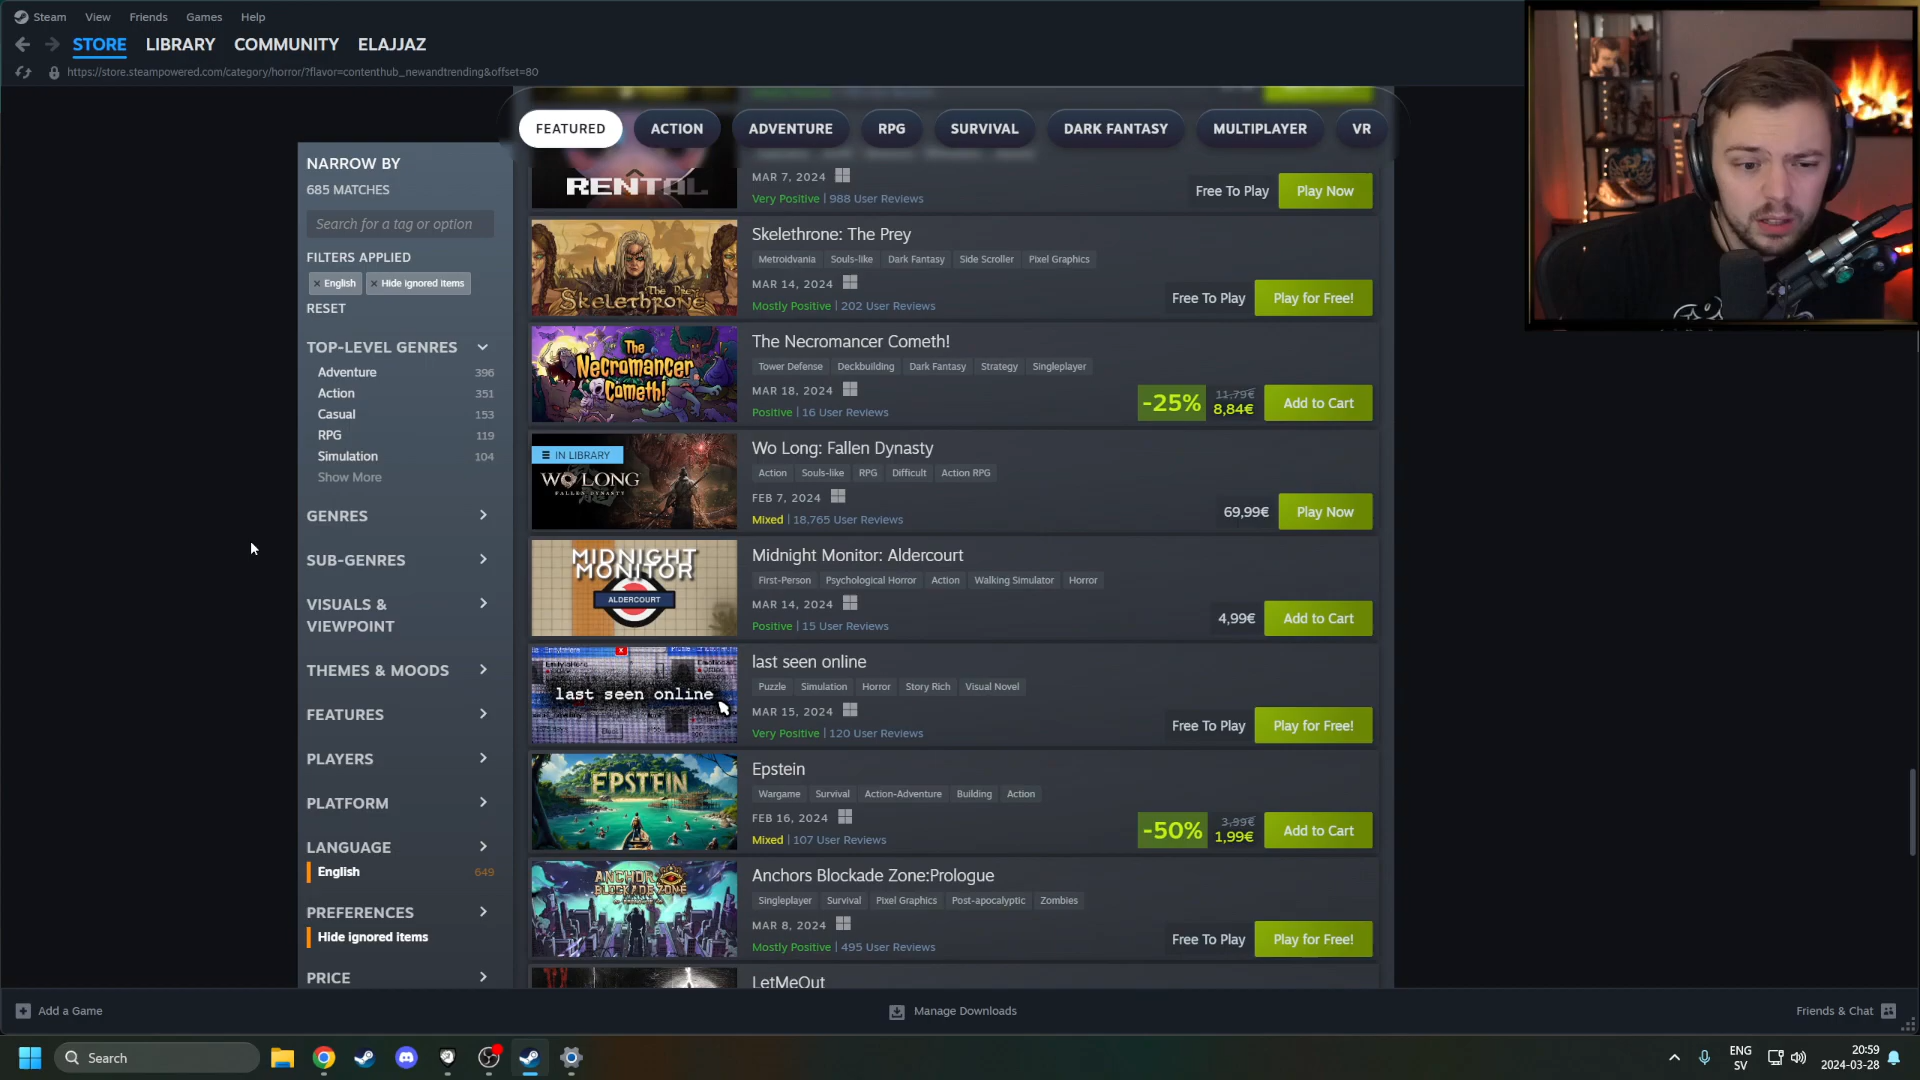 Steam View Friends Games Help
STORE LIBRARY COMMUNITY ELAJJAZ
https://store.steampowered.com/category/horror/?flavor=contenthub_newandtrending&offset=80
FEATURED ACTION ADVENTURE RPG SURVIVAL DARK FANTASY MULTIPLAYER VR
NARROW BY
685 MATCHES
Search for a tag or option
FILTERS APPLIED
× English × Hide ignored items
RESET
TOP-LEVEL GENRES
Adventure 396
Action 351
Casual 153
RPG 119
Simulation 104
Show More
GENRES
SUB-GENRES
VISUALS &
VIEWPOINT
THEMES & MOODS
FEATURES
PLAYERS
PLATFORM
LANGUAGE
English 649
PREFERENCES
Hide ignored items
PRICE
RENTAL
MAR 7, 2024
Very Positive | 988 User Reviews
Free To Play Play Now
The Prey
Skelethrone
Skelethrone: The Prey
Metroidvania Souls-like Dark Fantasy Side Scroller Pixel Graphics
MAR 14, 2024
Mostly Positive | 202 User Reviews
Free To Play Play for Free!
The
Necromancer
Cometh!
The Necromancer Cometh!
Tower Defense Deckbuilding Dark Fantasy Strategy Singleplayer
MAR 18, 2024
Positive | 16 User Reviews
-25% 11,79€ 8,84€ Add to Cart
IN LIBRARY
WO LONG
FALLEN DYNASTY
Wo Long: Fallen Dynasty
Action Souls-like RPG Difficult Action RPG
FEB 7, 2024
Mixed | 18,765 User Reviews
69,99€ Play Now
MIDNIGHT
MONITOR
ALDERCOURT
Midnight Monitor: Aldercourt
First-Person Psychological Horror Action Walking Simulator Horror
MAR 14, 2024
Positive | 15 User Reviews
4,99€ Add to Cart
last seen online
last seen online
Puzzle Simulation Horror Story Rich Visual Novel
MAR 15, 2024
Very Positive | 120 User Reviews
Free To Play Play for Free!
EPSTEIN
Epstein
Wargame Survival Action-Adventure Building Action
FEB 16, 2024
Mixed | 107 User Reviews
-50% 3,99€ 1,99€ Add to Cart
ANCHOR
BLOCKADE ZONE
Anchors Blockade Zone:Prologue
Singleplayer Survival Pixel Graphics Post-apocalyptic Zombies
MAR 8, 2024
Mostly Positive | 495 User Reviews
Free To Play Play for Free!
LetMeOut
Add a Game Manage Downloads Friends & Chat
Search
ENG
SV
20:59
2024-03-28